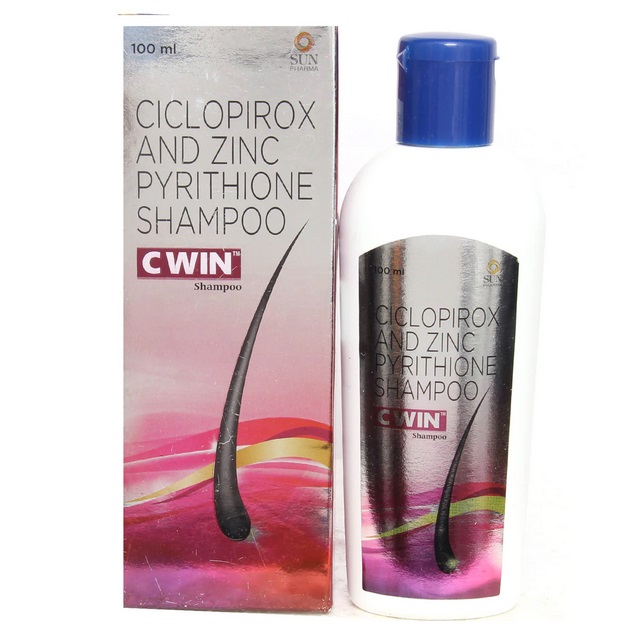 100 ml
SUN
PHARMA
CICLOPIROX
AND ZINC
PYRITHIONE
SHAMPOO
C WIN™
Shampoo
100 ml
SUN
PHARMA
CICLOPIROX
AND ZINC
PYRITHIONE
SHAMPOO
C WIN™
Shampoo